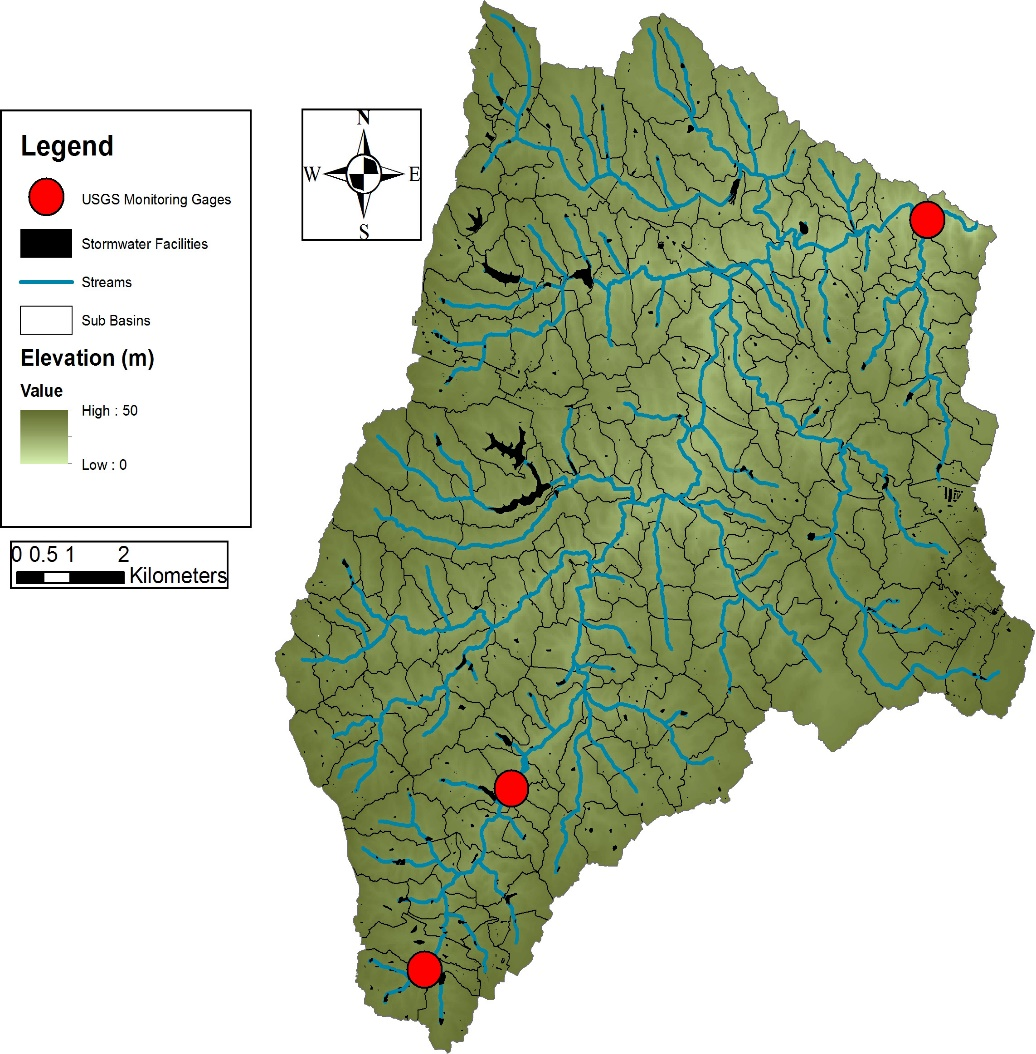 Legend
USGS Monitoring Gages
Stormwater Facilities
Streams
Sub Basins
Elevation (m)
Value
High : 50
Low : 0
N
W E
S
0 0.5 1 2
Kilometers